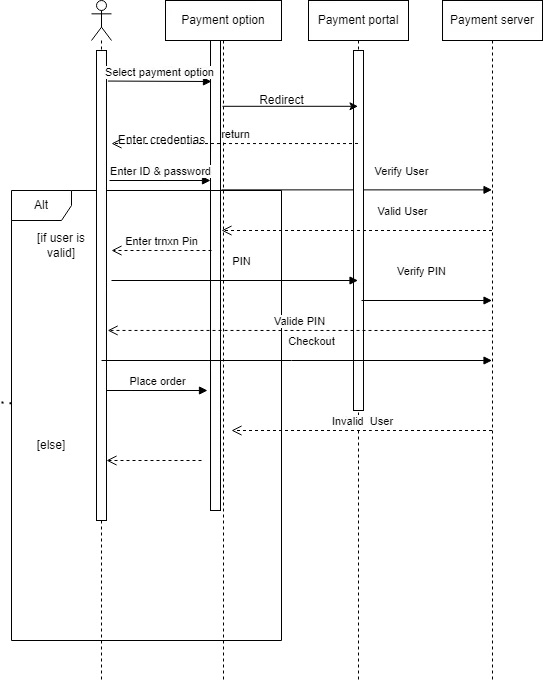 Payment option
Payment portal
Payment server
Select payment option
Redirect
Enter credentias
return
Enter ID & password
Verify User
Alt
Valid User
[if user is
valid]
Enter trnxn Pin
PIN
Verify PIN
Valide PIN
Checkout
Place order
Invalid User
[else]